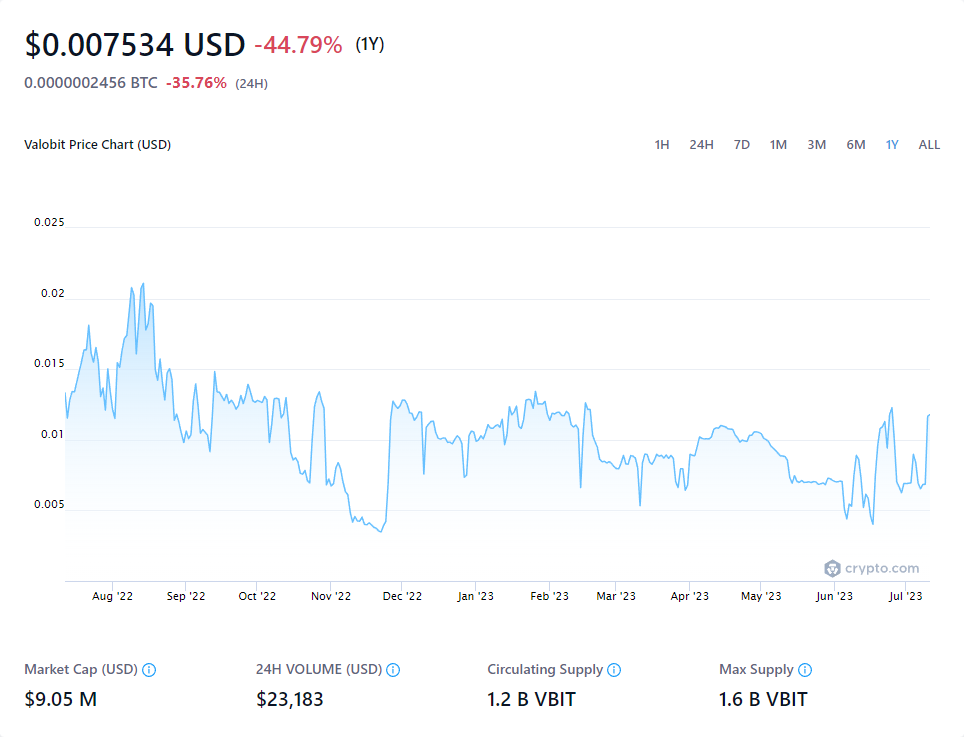 $0.007534 USD -44.79% (1Y)
0.0000002456 BTC -35.76% (24H)
Valobit Price Chart (USD) 1H 24H 7D 1M 3M 6M 1Y ALL
0.025
0.02
0.015
0.01
0.005
crypto.com
Aug '22 Sep '22 Oct '22 Nov '22 Dec '22 Jan '23 Feb '23 Mar '23 Apr '23 May '23 Jun '23 Jul '23
Market Cap (USD) 24H VOLUME (USD) Circulating Supply Max Supply
$9.05 M $23,183 1.2 B VBIT 1.6 B VBIT